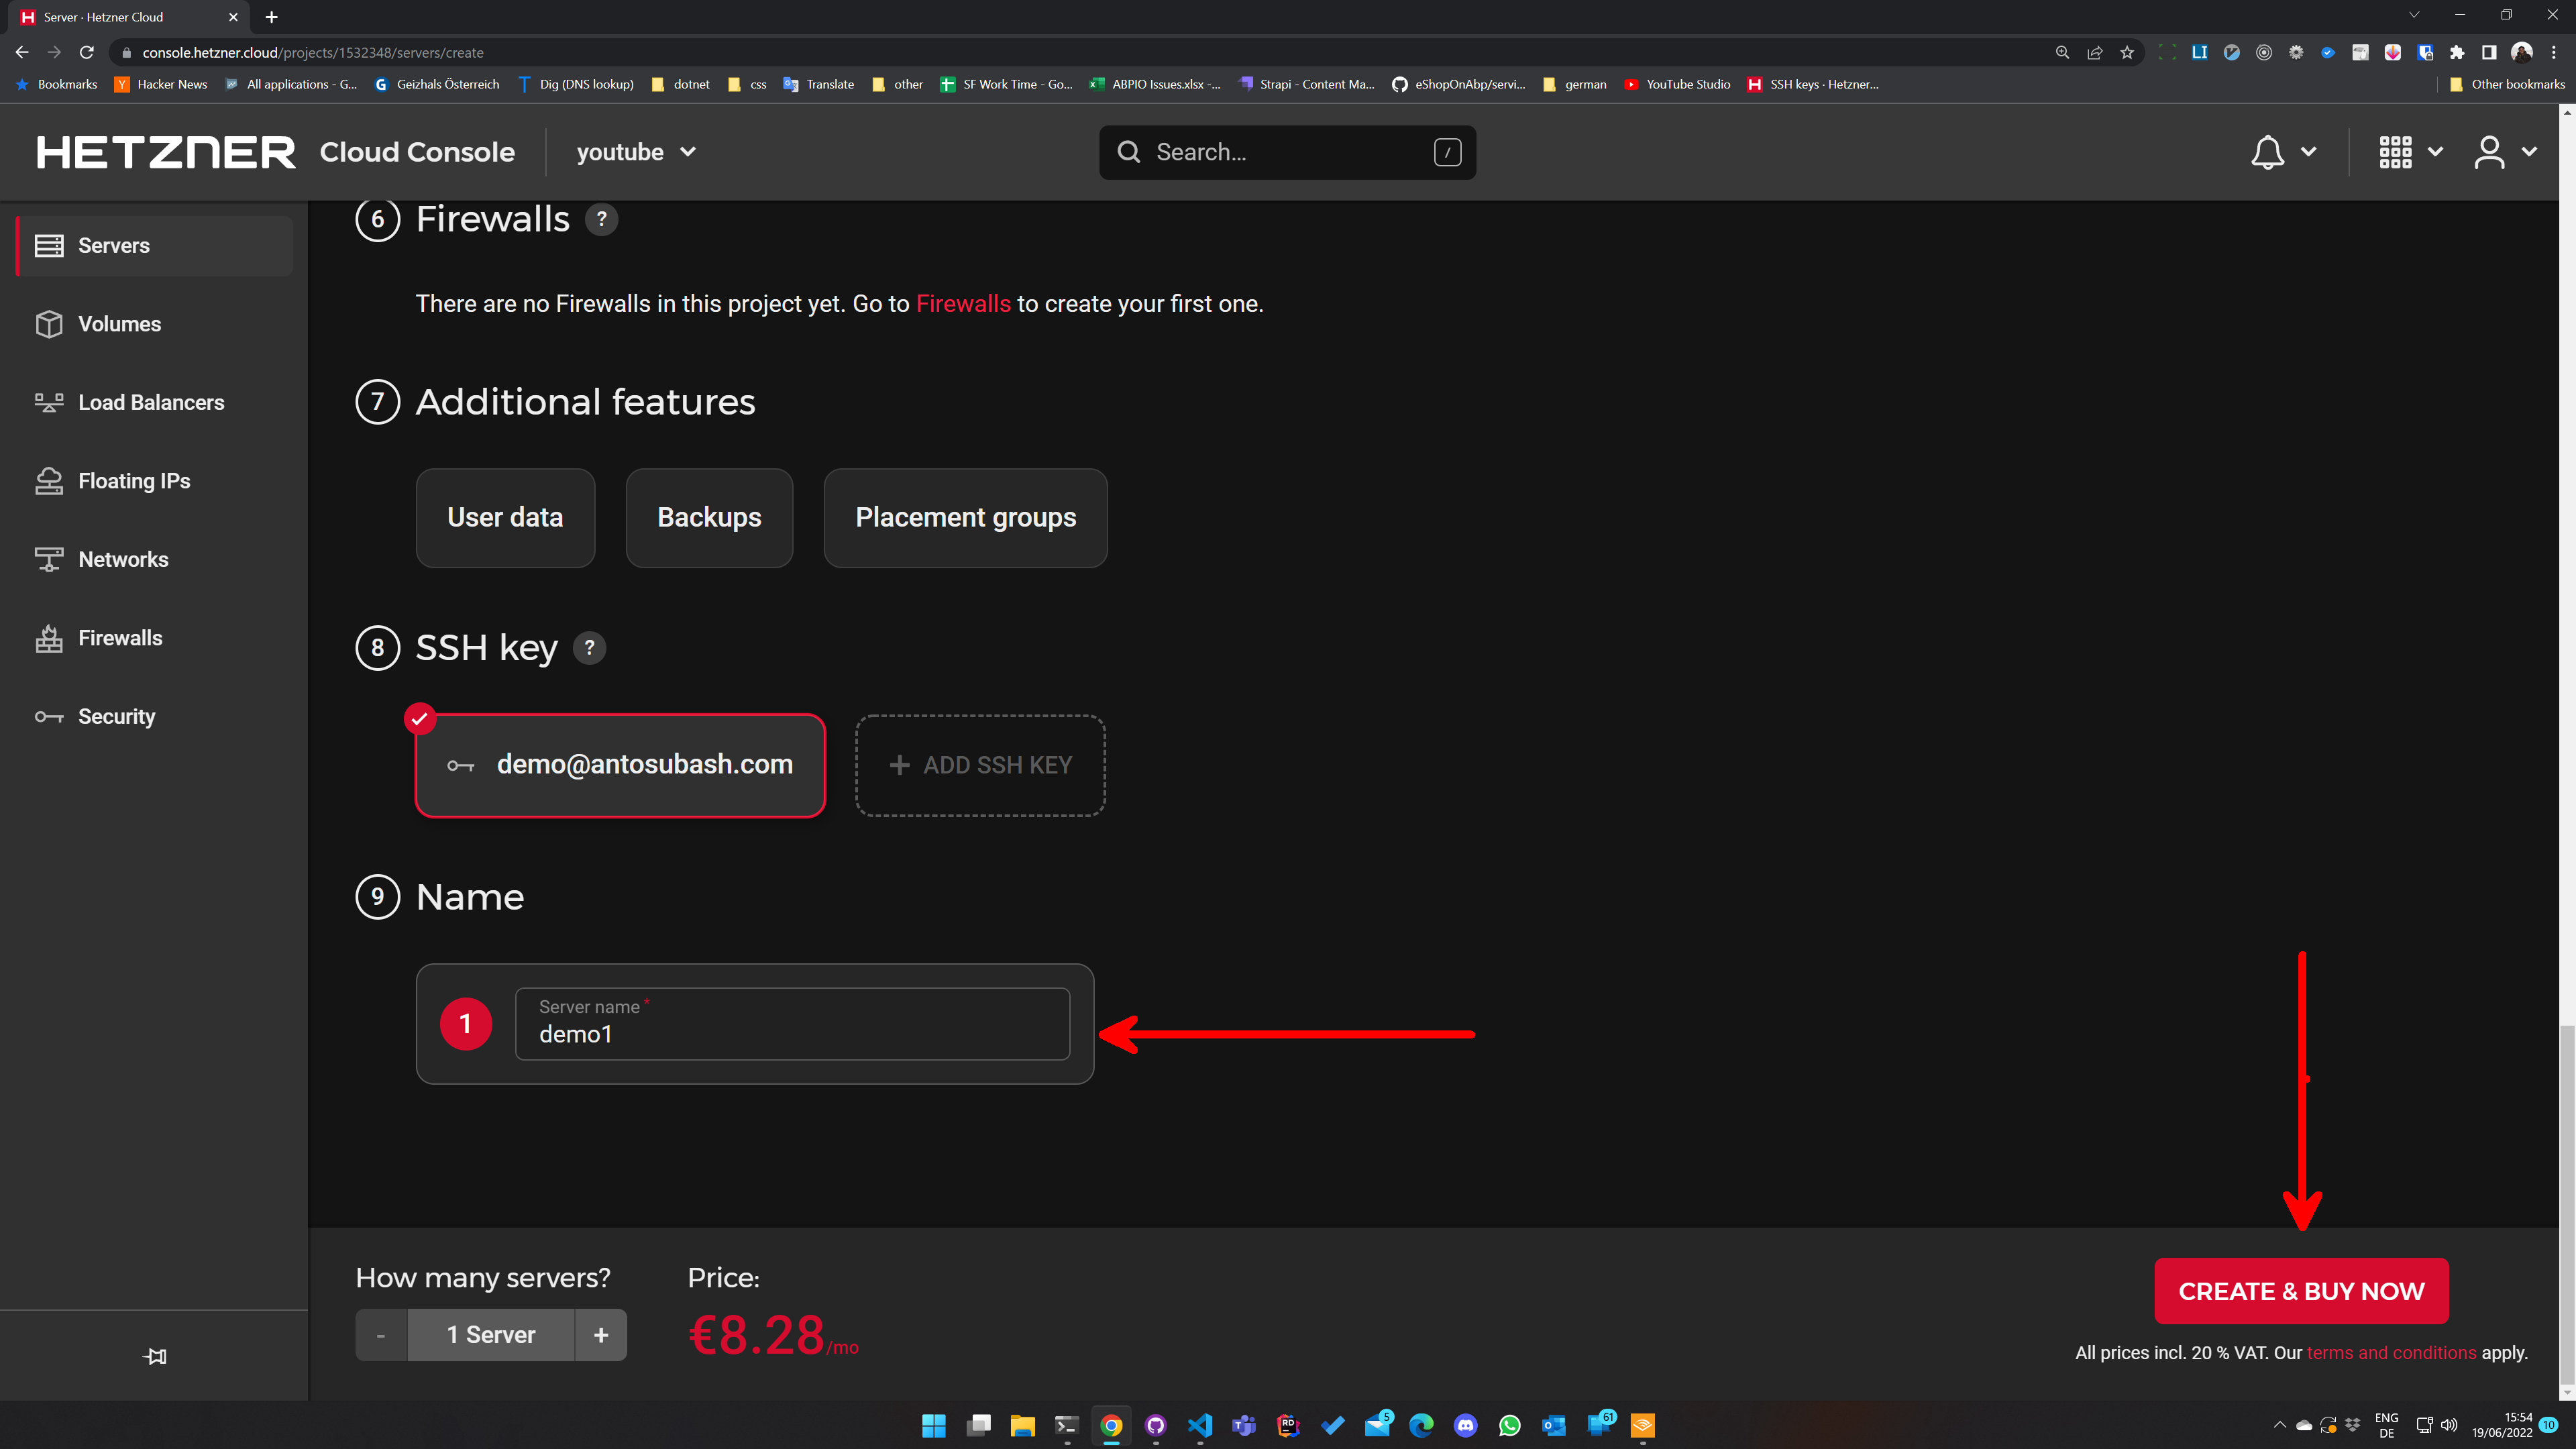 Server · Hetzner Cloud
console.hetzner.cloud/projects/1532348/servers/create
Bookmarks
Hacker News
All applications - G...
Geizhals Österreich
Dig (DNS lookup)
dotnet
css
Translate
other
SF Work Time - Go...
ABPIO Issues.xlsx -...
Strapi - Content Ma...
eShopOnAbp/servi...
german
YouTube Studio
SSH keys · Hetzner...
Other bookmarks
HETZNER Cloud Console
youtube
Search...
/
Servers
Volumes
Load Balancers
Floating IPs
Networks
Firewalls
Security
6 Firewalls ?
There are no Firewalls in this project yet. Go to Firewalls to create your first one.
7 Additional features
User data
Backups
Placement groups
8 SSH key ?
demo@antosubash.com
+ ADD SSH KEY
9 Name
1
Server name *
demo1
How many servers?
- 1 Server +
Price:
€8.28/mo
CREATE & BUY NOW
All prices incl. 20 % VAT. Our terms and conditions apply.
5
61
ENG
DE
15:54
19/06/2022
10